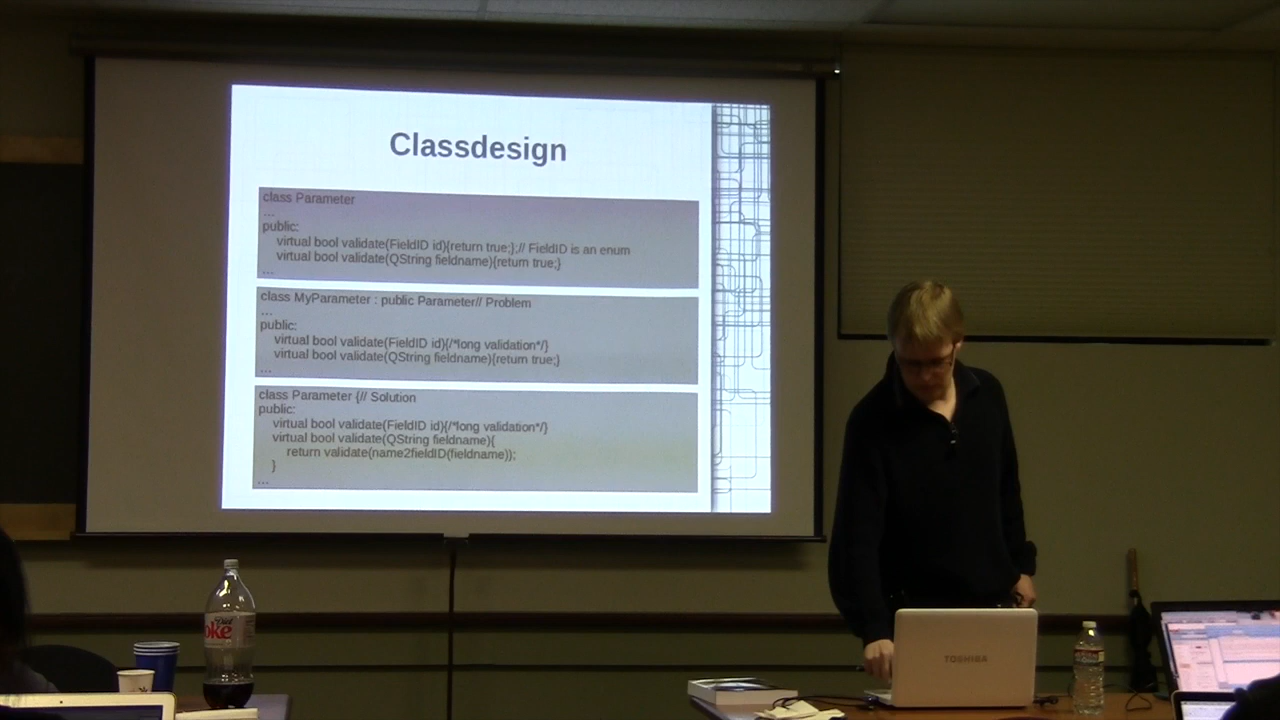 Classdesign
class Parameter
...
public:
virtual bool validate(FieldID id){return true;};// FieldID is an enum
virtual bool validate(QString fieldname){return true;}
...
class MyParameter : public Parameter// Problem
...
public:
virtual bool validate(FieldID id){/*long validation*/}
virtual bool validate(QString fieldname){return true;}
...
class Parameter {// Solution
public:
virtual bool validate(FieldID id){/*long validation*/}
virtual bool validate(QString fieldname){
return validate(name2fieldID(fieldname));
}
...
Diet
oke
TOSHIBA